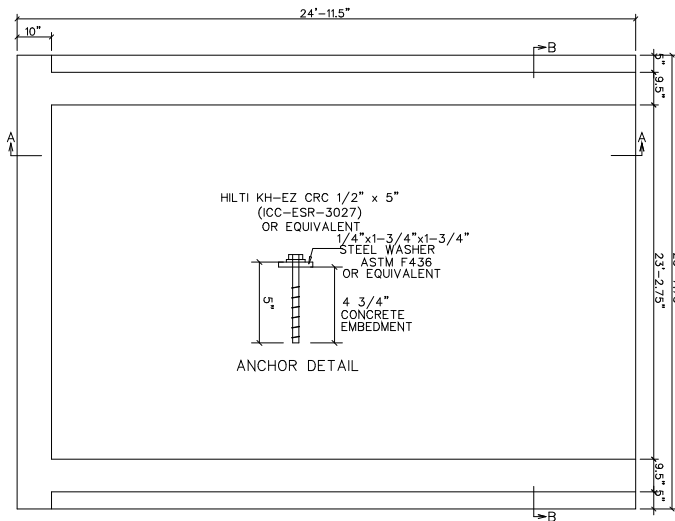 24'-11.5"
10"
B
5"
9.5"
A
A
HILTI KH-EZ CRC 1/2" x 5"
(ICC-ESR-3027)
OR EQUIVALENT
1/4"x1-3/4"x1-3/4"
STEEL WASHER
ASTM F436
OR EQUIVALENT
23'-2.75"
5"
4 3/4"
CONCRETE
EMBEDMENT
ANCHOR DETAIL
9.5"
5"
B